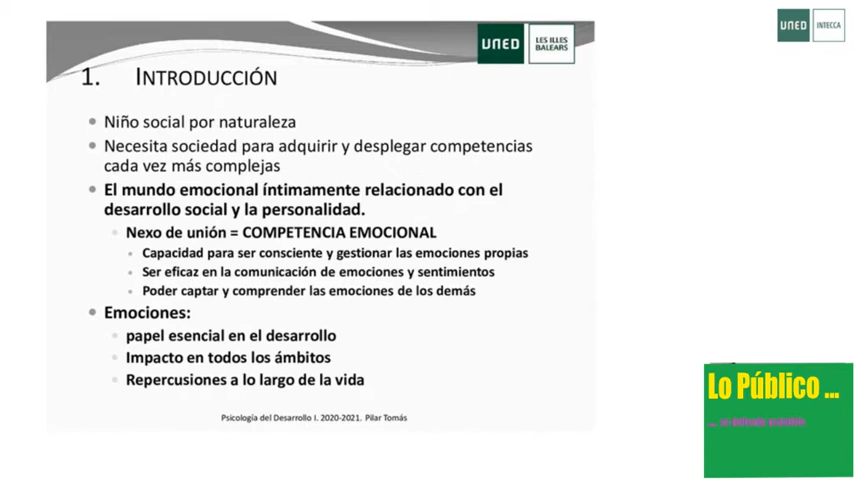 UNED
LES ILLES
BALEARS
UNED
INTECCA
1. INTRODUCCIÓN
Niño social por naturaleza
Necesita sociedad para adquirir y desplegar competencias
cada vez más complejas
El mundo emocional íntimamente relacionado con el
desarrollo social y la personalidad.
Nexo de unión = COMPETENCIA EMOCIONAL
Capacidad para ser consciente y gestionar las emociones propias
Ser eficaz en la comunicación de emociones y sentimientos
Poder captar y comprender las emociones de los demás
Emociones:
papel esencial en el desarrollo
Impacto en todos los ámbitos
Repercusiones a lo largo de la vida
Psicología del Desarrollo I. 2020-2021. Pilar Tomás
Lo Público ...
.... se defiende